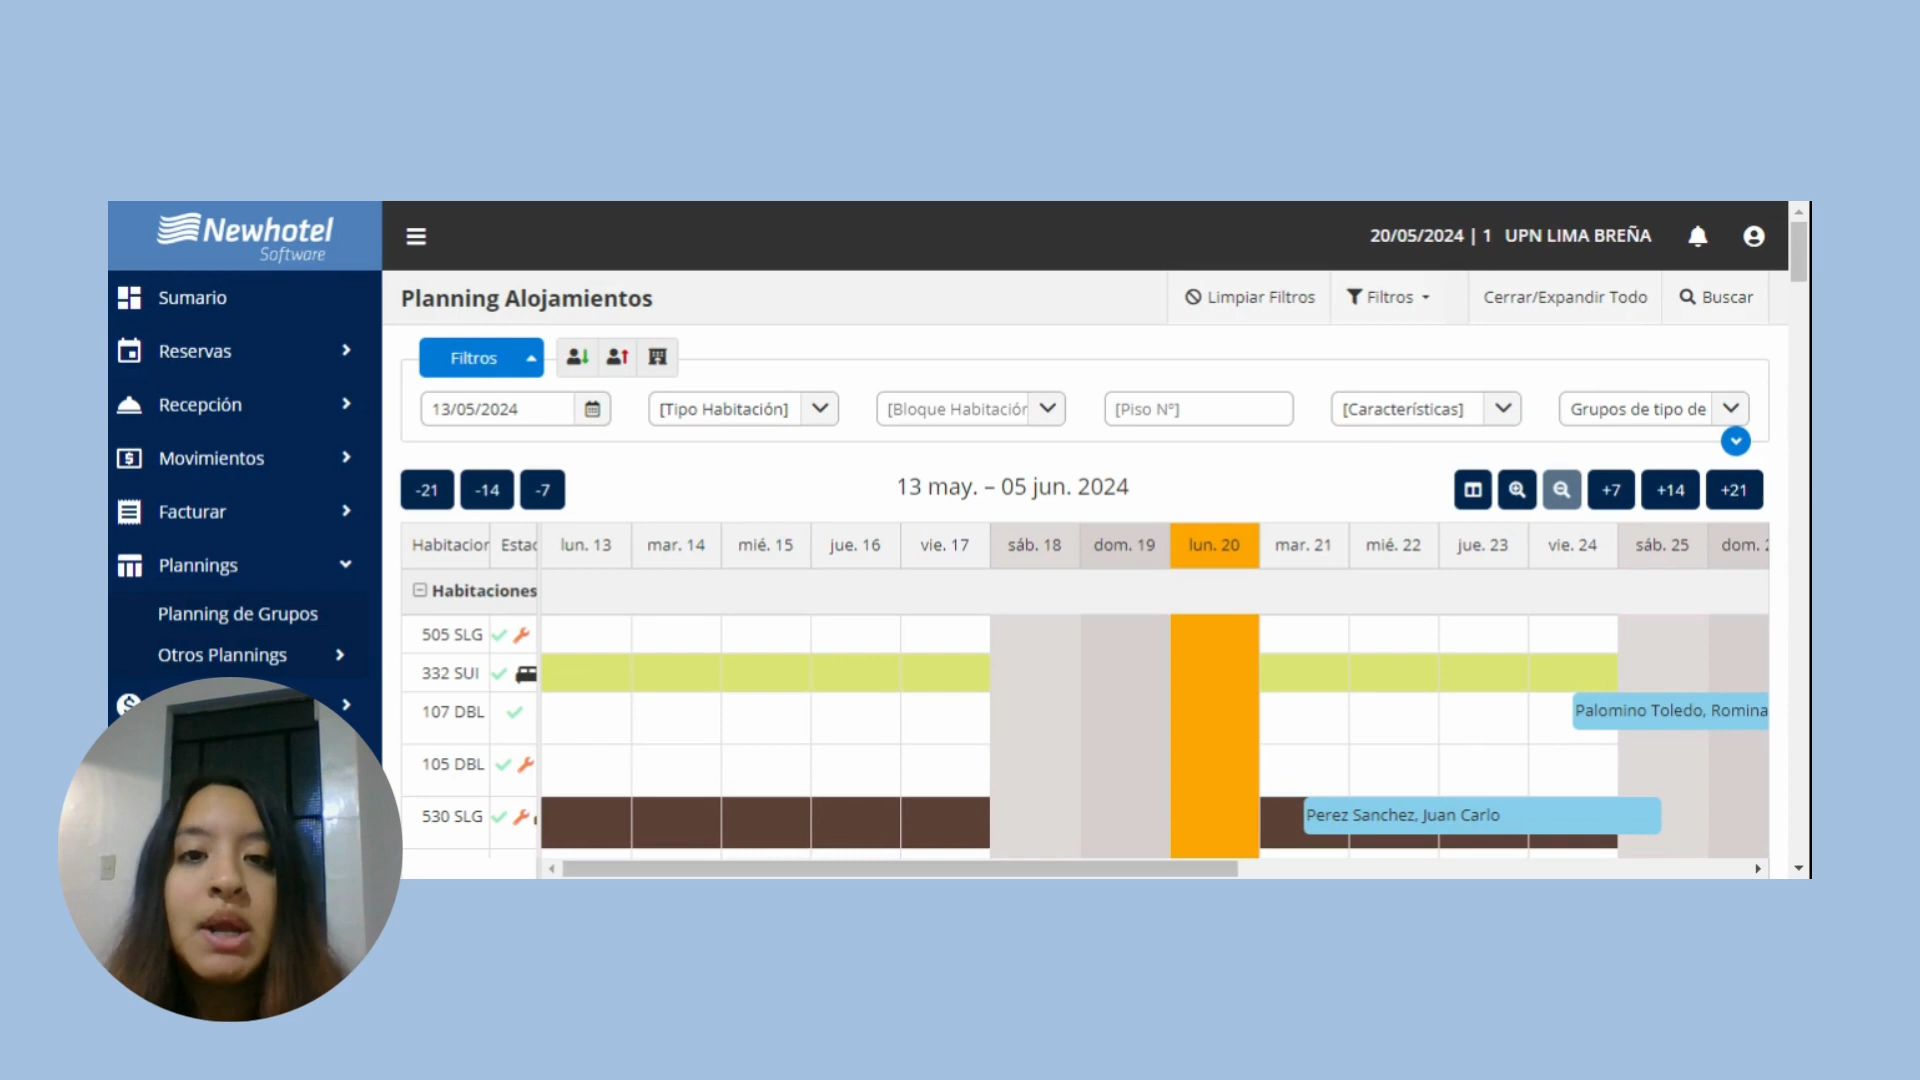 Newhotel
Software
20/05/2024 | 1 UPN LIMA BREÑA
Sumario
Reservas
Recepción
Movimientos
Facturar
Plannings
Planning de Grupos
Otros Plannings
Planning Alojamientos
Limpiar Filtros
Filtros
Cerrar/Expandir Todo
Buscar
Filtros
13/05/2024
[Tipo Habitación]
[Bloque Habitación
[Piso Nº]
[Características]
Grupos de tipo de
-21 -14 -7
13 may. – 05 jun. 2024
+7 +14 +21
Habitacion Estad lun. 13 mar. 14 mié. 15 jue. 16 vie. 17 sáb. 18 dom. 19 lun. 20 mar. 21 mié. 22 jue. 23 vie. 24 sáb. 25 dom.
Habitaciones
505 SLG
332 SUI
107 DBL Palomino Toledo, Romina
105 DBL
530 SLG Perez Sanchez, Juan Carlo